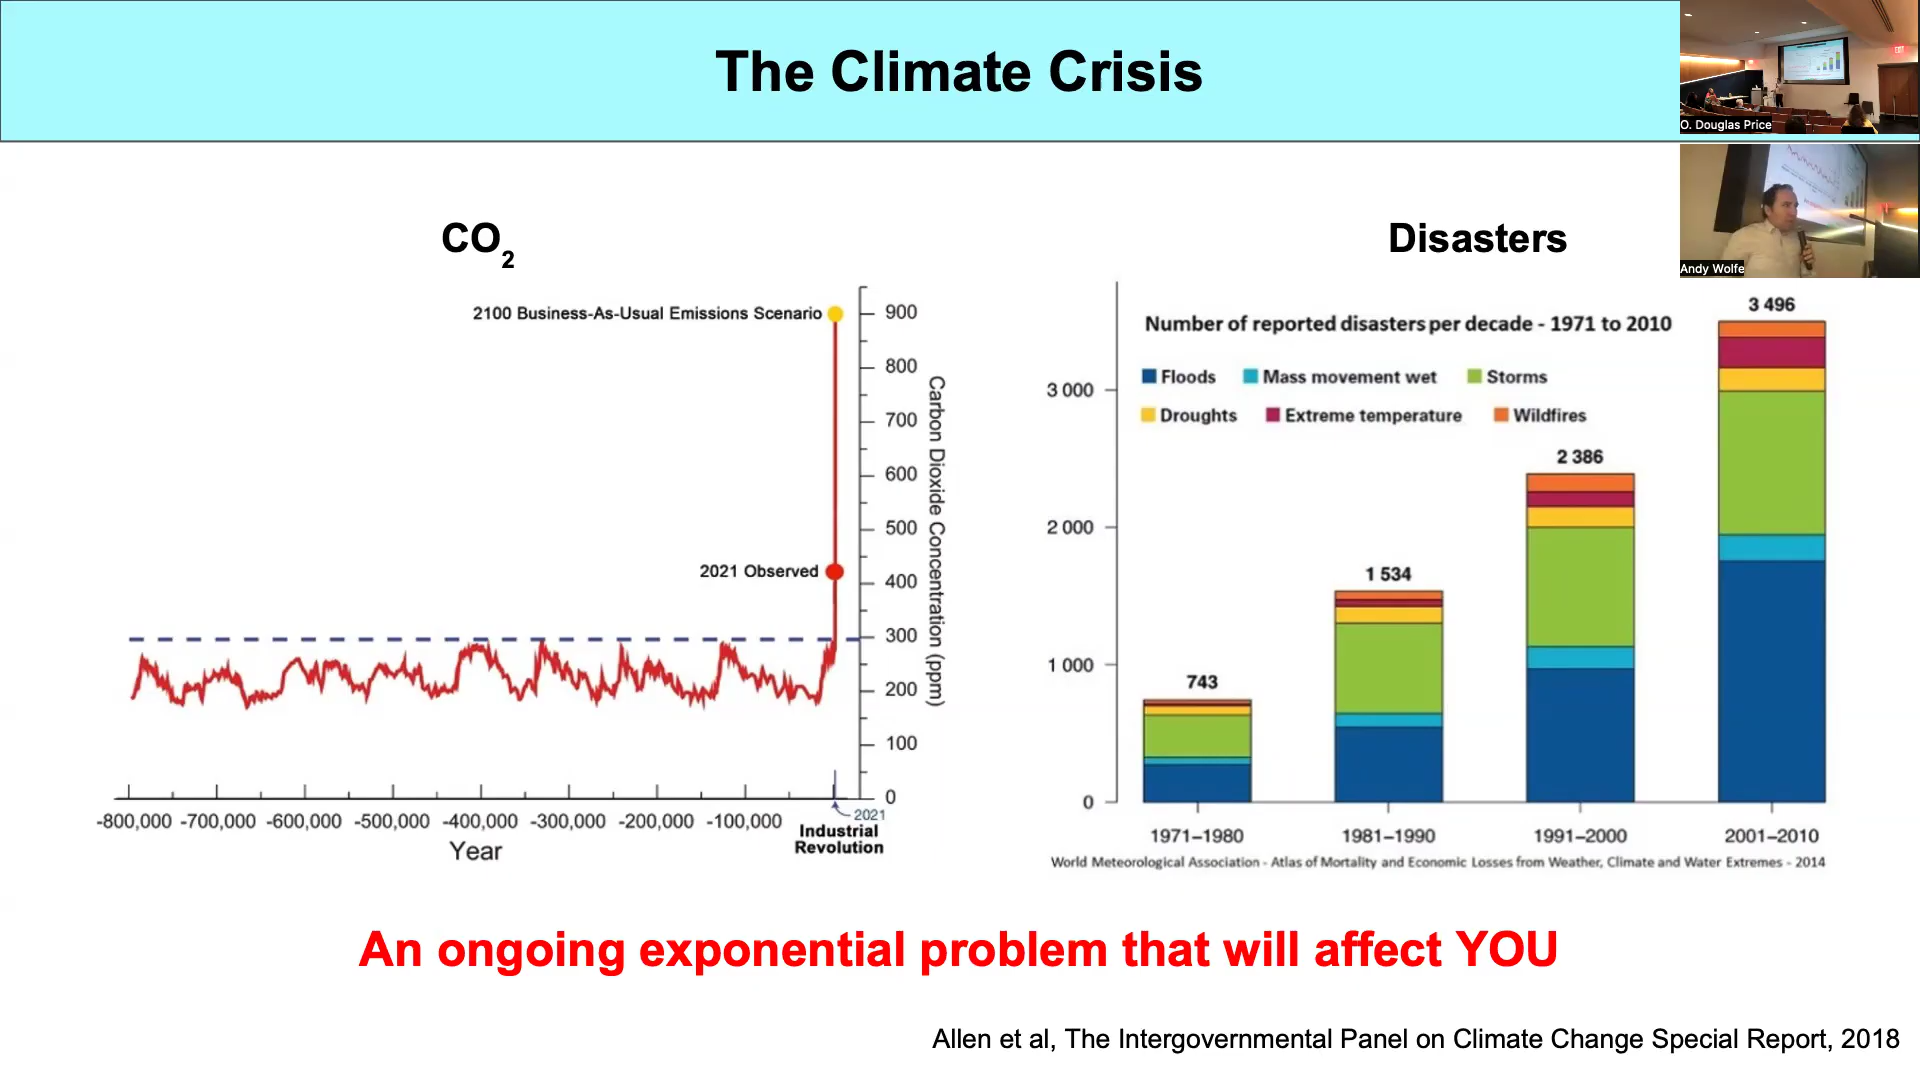 The Climate Crisis
O. Douglas Price
Andy Wolfe
CO2
2100 Business-As-Usual Emissions Scenario
2021 Observed
900
800
700
600
500
400
300
200
100
0
Carbon Dioxide Concentration (ppm)
-800,000 -700,000 -600,000 -500,000 -400,000 -300,000 -200,000 -100,000
2021
Industrial
Revolution
Year
Disasters
Number of reported disasters per decade - 1971 to 2010
Floods Mass movement wet Storms
Droughts Extreme temperature Wildfires
3 000
2 000
1 000
0
743
1 534
2 386
3 496
1971–1980 1981–1990 1991–2000 2001–2010
World Meteorological Association - Atlas of Mortality and Economic Losses from Weather, Climate and Water Extremes - 2014
An ongoing exponential problem that will affect YOU
Allen et al, The Intergovernmental Panel on Climate Change Special Report, 2018